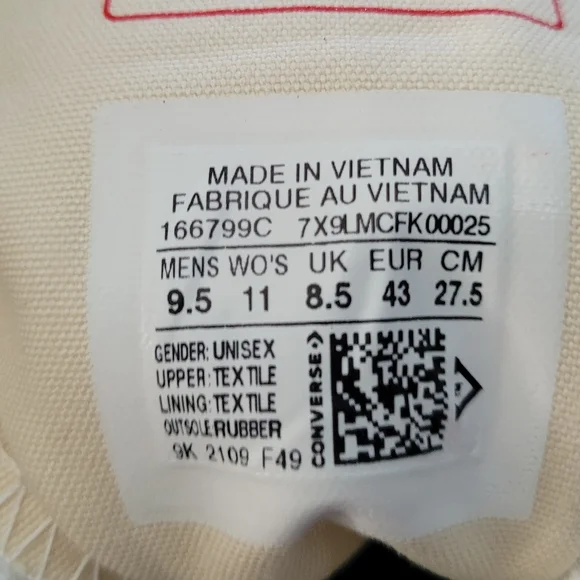 MADE IN VIETNAM
FABRIQUE AU VIETNAM
166799C 7X9LMCFK00025
MENS WO'S UK EUR CM
9.5 11 8.5 43 27.5
GENDER: UNISEX
UPPER: TEXTILE
LINING: TEXTILE
OUTSOLE:RUBBER
9K 2109 F49
CONVERSE